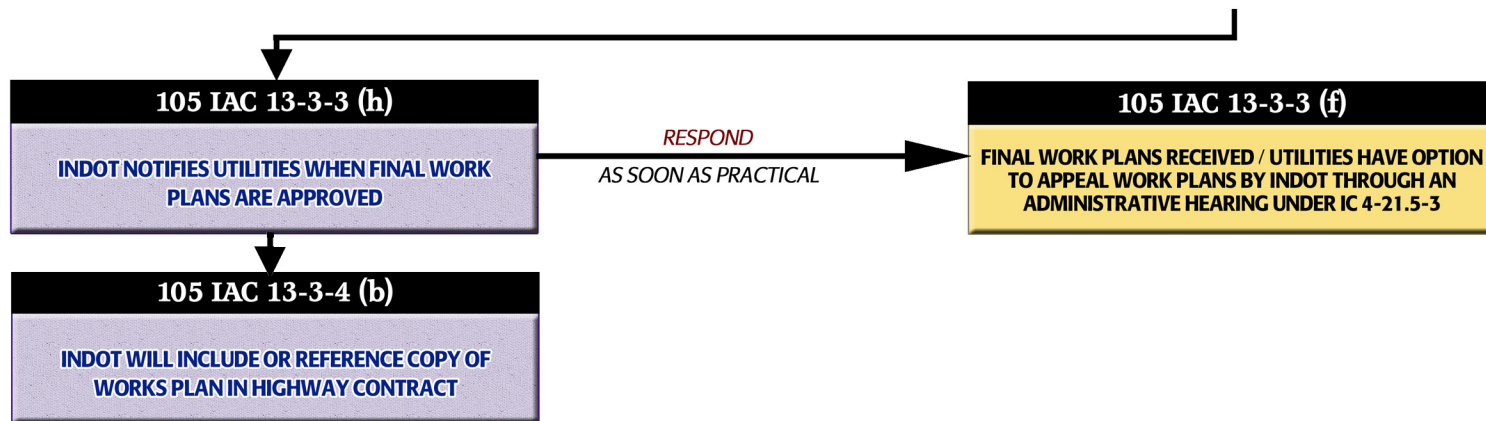 105 IAC 13-3-3 (h)
INDOT NOTIFIES UTILITIES WHEN FINAL WORK
PLANS ARE APPROVED
RESPOND
AS SOON AS PRACTICAL
105 IAC 13-3-3 (f)
FINAL WORK PLANS RECEIVED / UTILITIES HAVE OPTION
TO APPEAL WORK PLANS BY INDOT THROUGH AN
ADMINISTRATIVE HEARING UNDER IC 4-21.5-3
105 IAC 13-3-4 (b)
INDOT WILL INCLUDE OR REFERENCE COPY OF
WORKS PLAN IN HIGHWAY CONTRACT